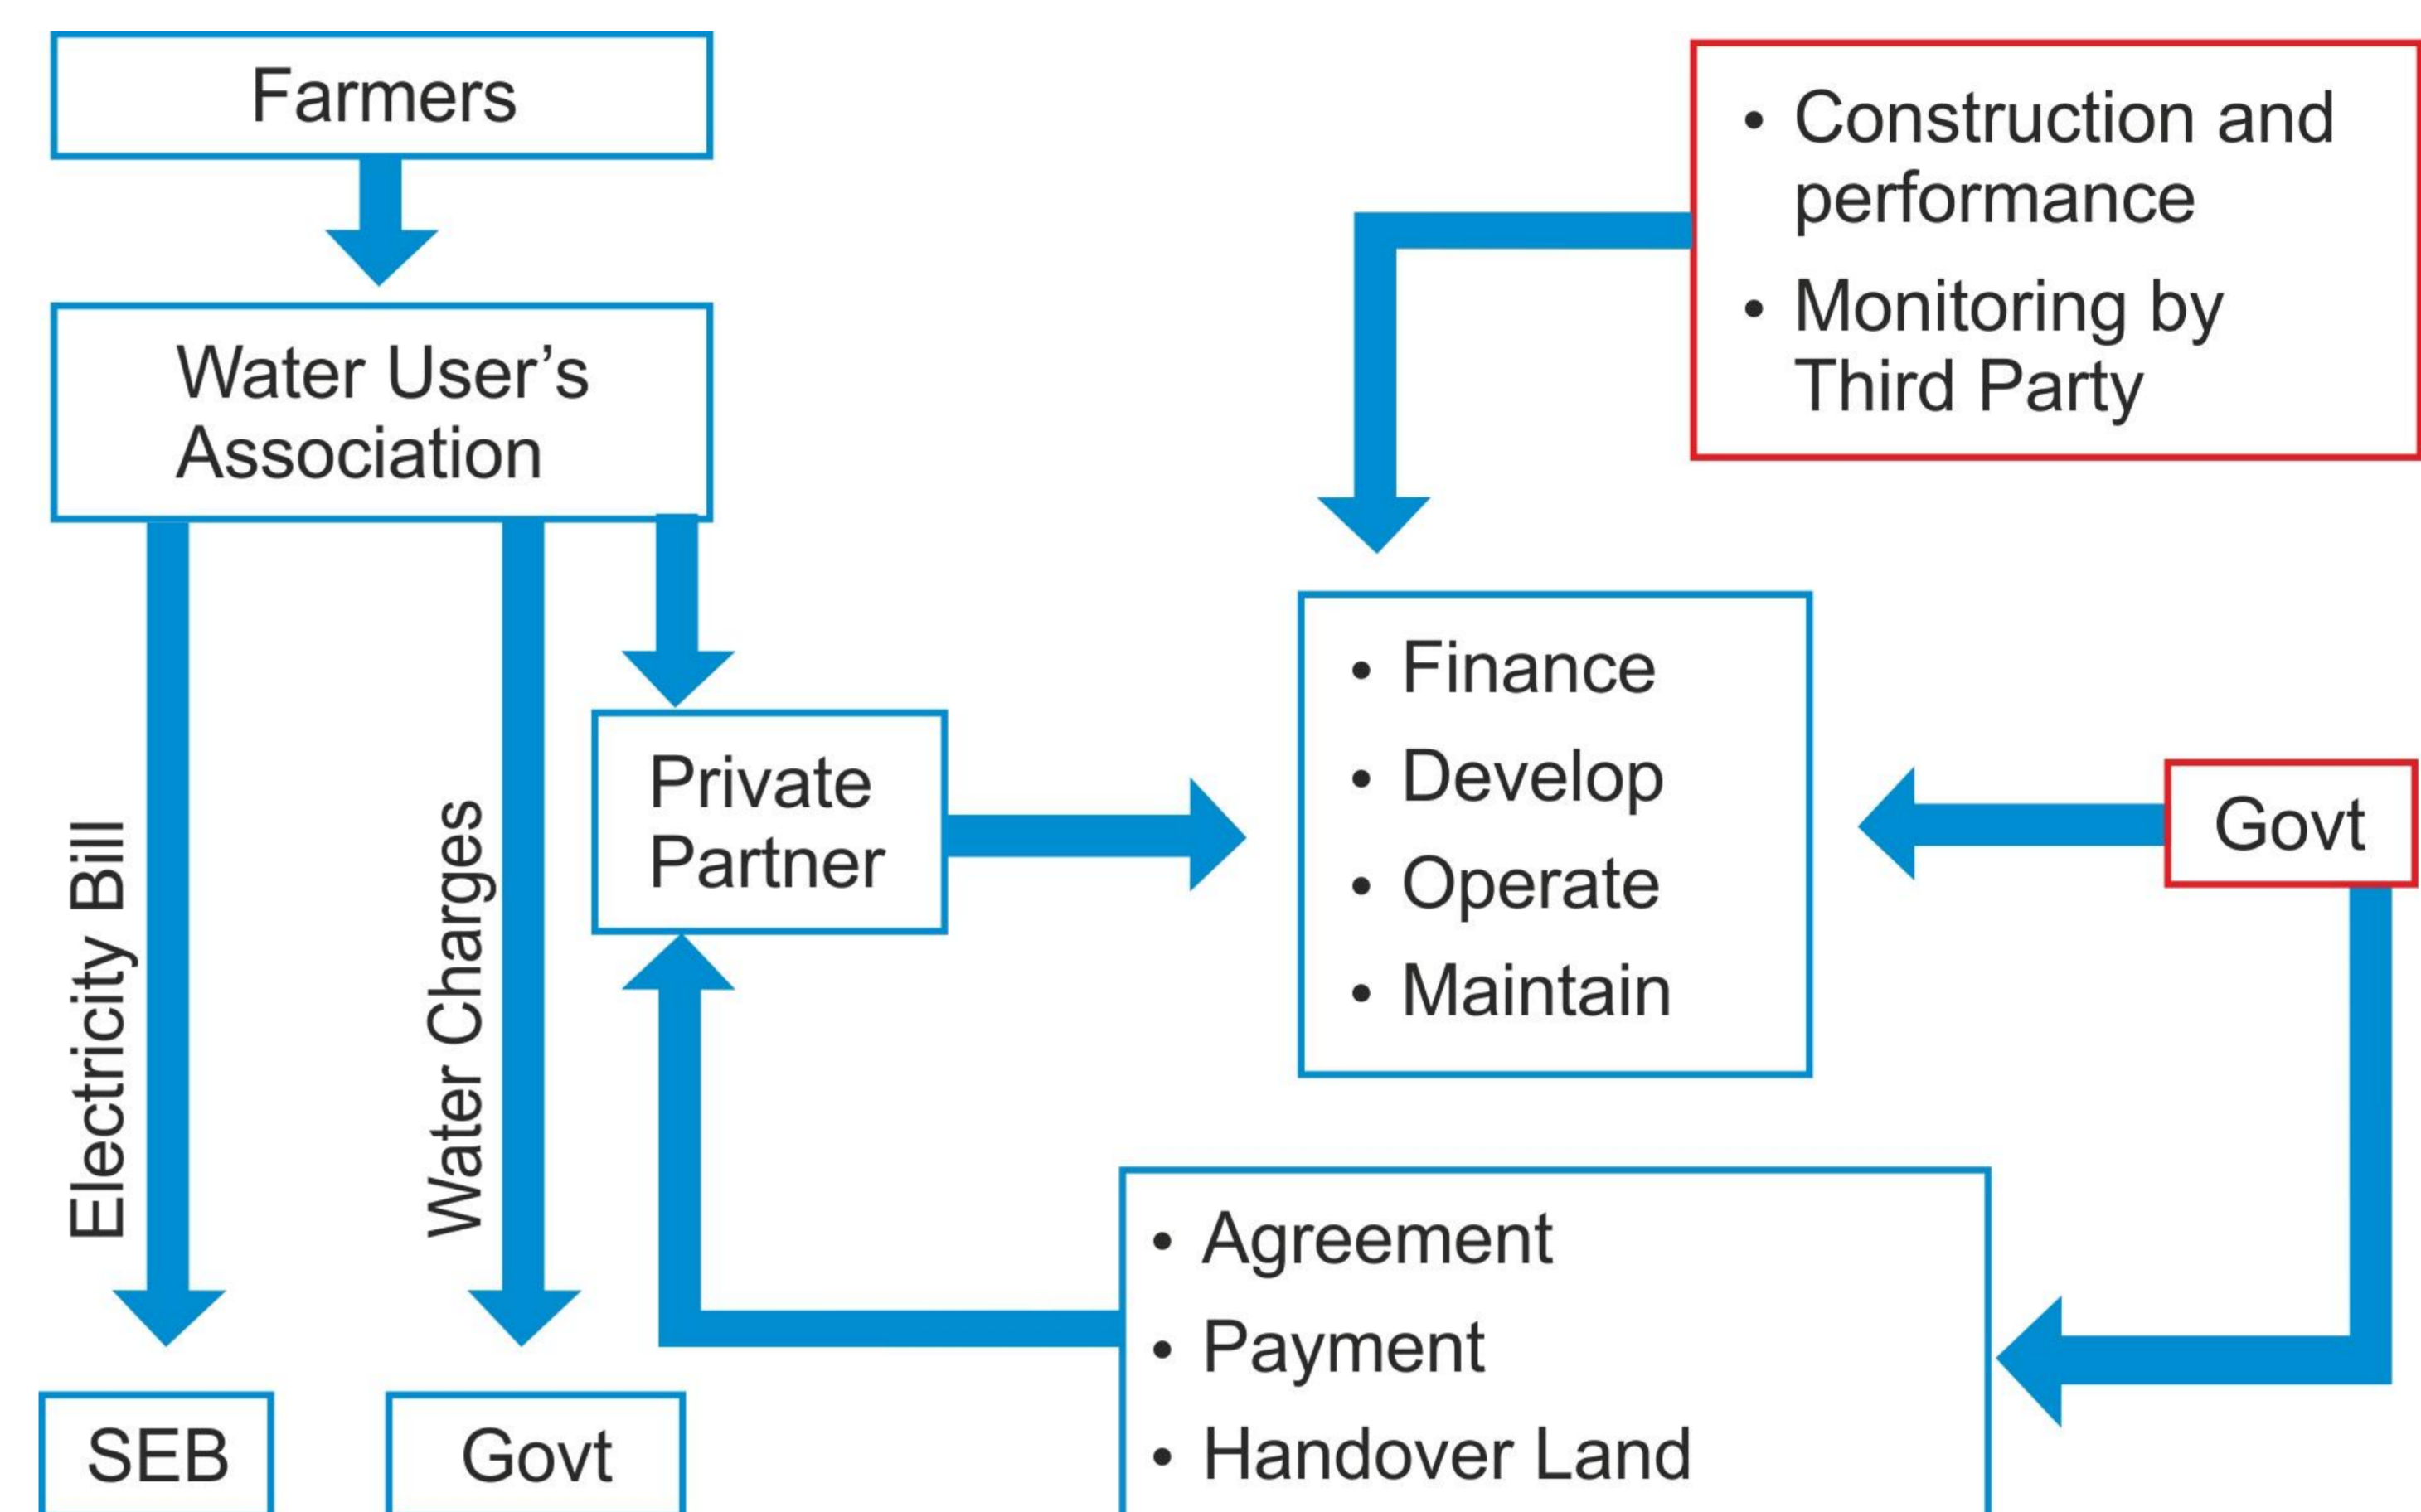 Farmers
Water User’s
Association
Electricity Bill
Water Charges
SEB
Govt
Private
Partner
• Construction and
performance
• Monitoring by
Third Party
• Finance
• Develop
• Operate
• Maintain
Govt
• Agreement
• Payment
• Handover Land